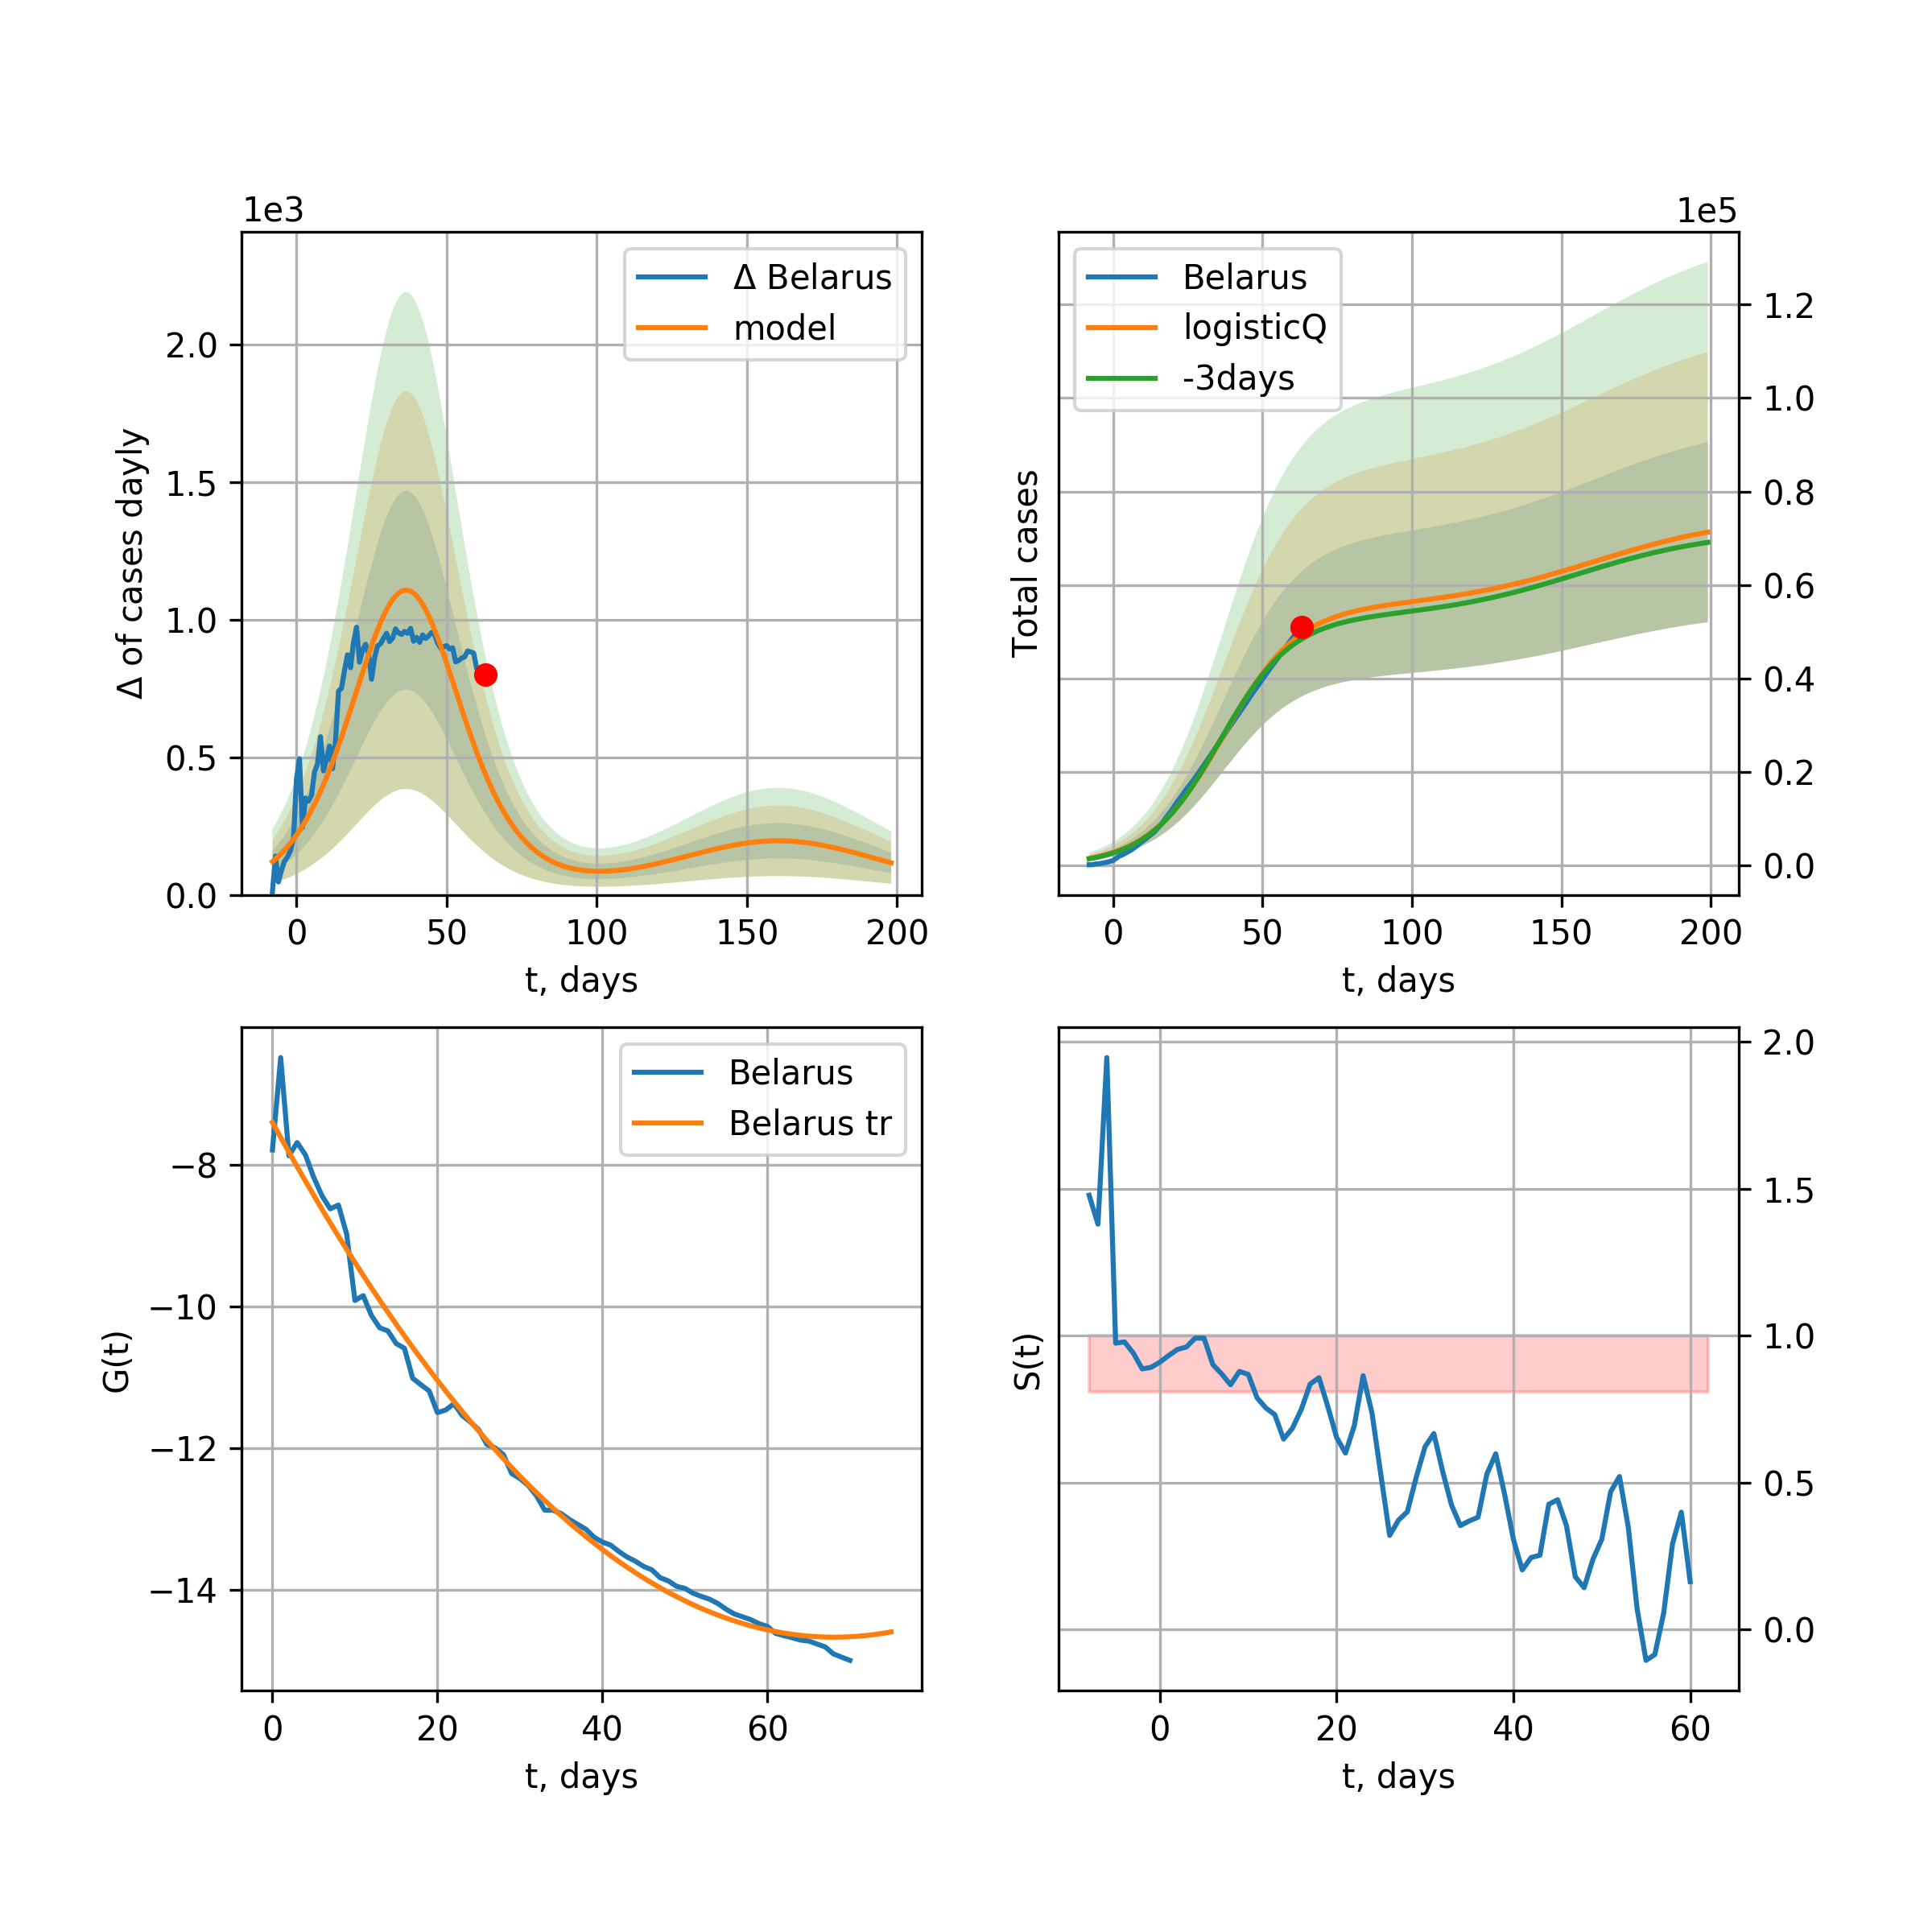 1e3
Δ Belarus
model
2.0
1.5
1.0
0.5
0.0
Δ of cases dayly
0 50 100 150 200
t, days
1e5
Belarus
logisticQ
-3days
Total cases
1.2
1.0
0.8
0.6
0.4
0.2
0.0
0 50 100 150 200
t, days
Belarus
Belarus tr
−8
−10
−12
−14
G(t)
0 20 40 60
t, days
S(t)
2.0
1.5
1.0
0.5
0.0
0 20 40 60
t, days